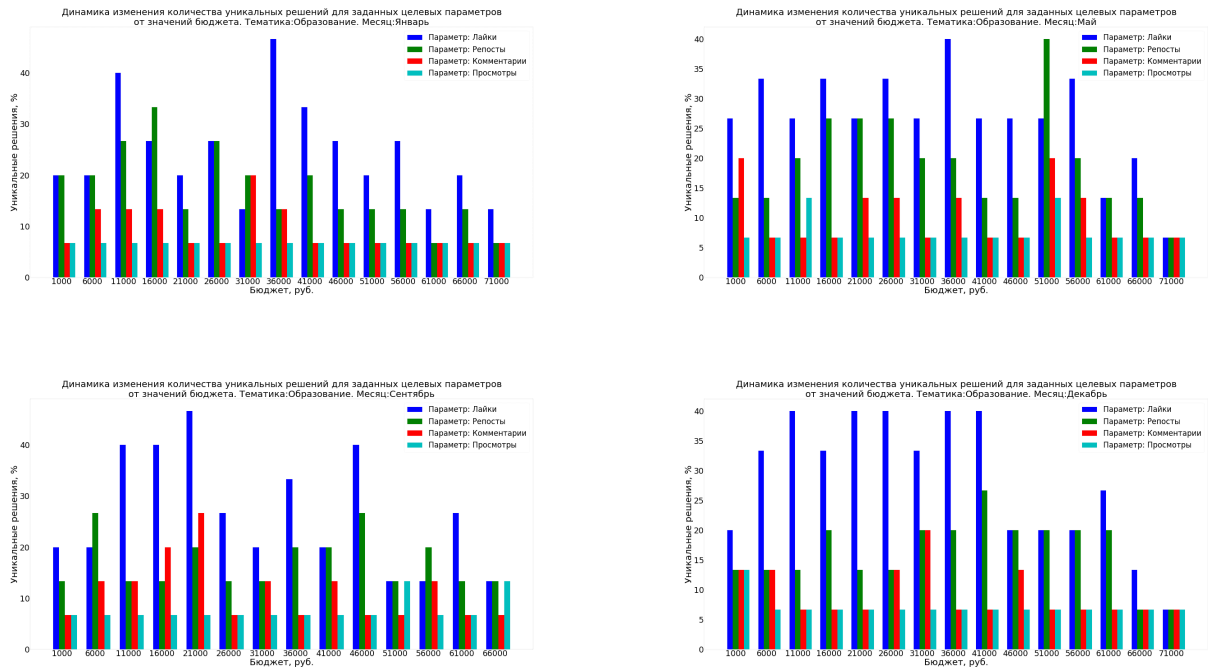 Динамика изменения количества уникальных решений для заданных целевых параметров
от значений бюджета. Тематика:Образование. Месяц:Январь
Параметр: Лайки
Параметр: Репосты
Параметр: Комментарии
Параметр: Просмотры
Уникальные решения, %
40
30
20
10
0
1000 6000 11000 16000 21000 26000 31000 36000 41000 46000 51000 56000 61000 66000 71000
Бюджет, руб.
Динамика изменения количества уникальных решений для заданных целевых параметров
от значений бюджета. Тематика:Образование. Месяц:Май
Параметр: Лайки
Параметр: Репосты
Параметр: Комментарии
Параметр: Просмотры
Уникальные решения, %
40
35
30
25
20
15
10
5
0
1000 6000 11000 16000 21000 26000 31000 36000 41000 46000 51000 56000 61000 66000 71000
Бюджет, руб.
Динамика изменения количества уникальных решений для заданных целевых параметров
от значений бюджета. Тематика:Образование. Месяц:Сентябрь
Параметр: Лайки
Параметр: Репосты
Параметр: Комментарии
Параметр: Просмотры
Уникальные решения, %
40
30
20
10
0
1000 6000 11000 16000 21000 26000 31000 36000 41000 46000 51000 56000 61000 66000
Бюджет, руб.
Динамика изменения количества уникальных решений для заданных целевых параметров
от значений бюджета. Тематика:Образование. Месяц:Декабрь
Параметр: Лайки
Параметр: Репосты
Параметр: Комментарии
Параметр: Просмотры
Уникальные решения, %
40
35
30
25
20
15
10
5
0
1000 6000 11000 16000 21000 26000 31000 36000 41000 46000 51000 56000 61000 66000 71000
Бюджет, руб.